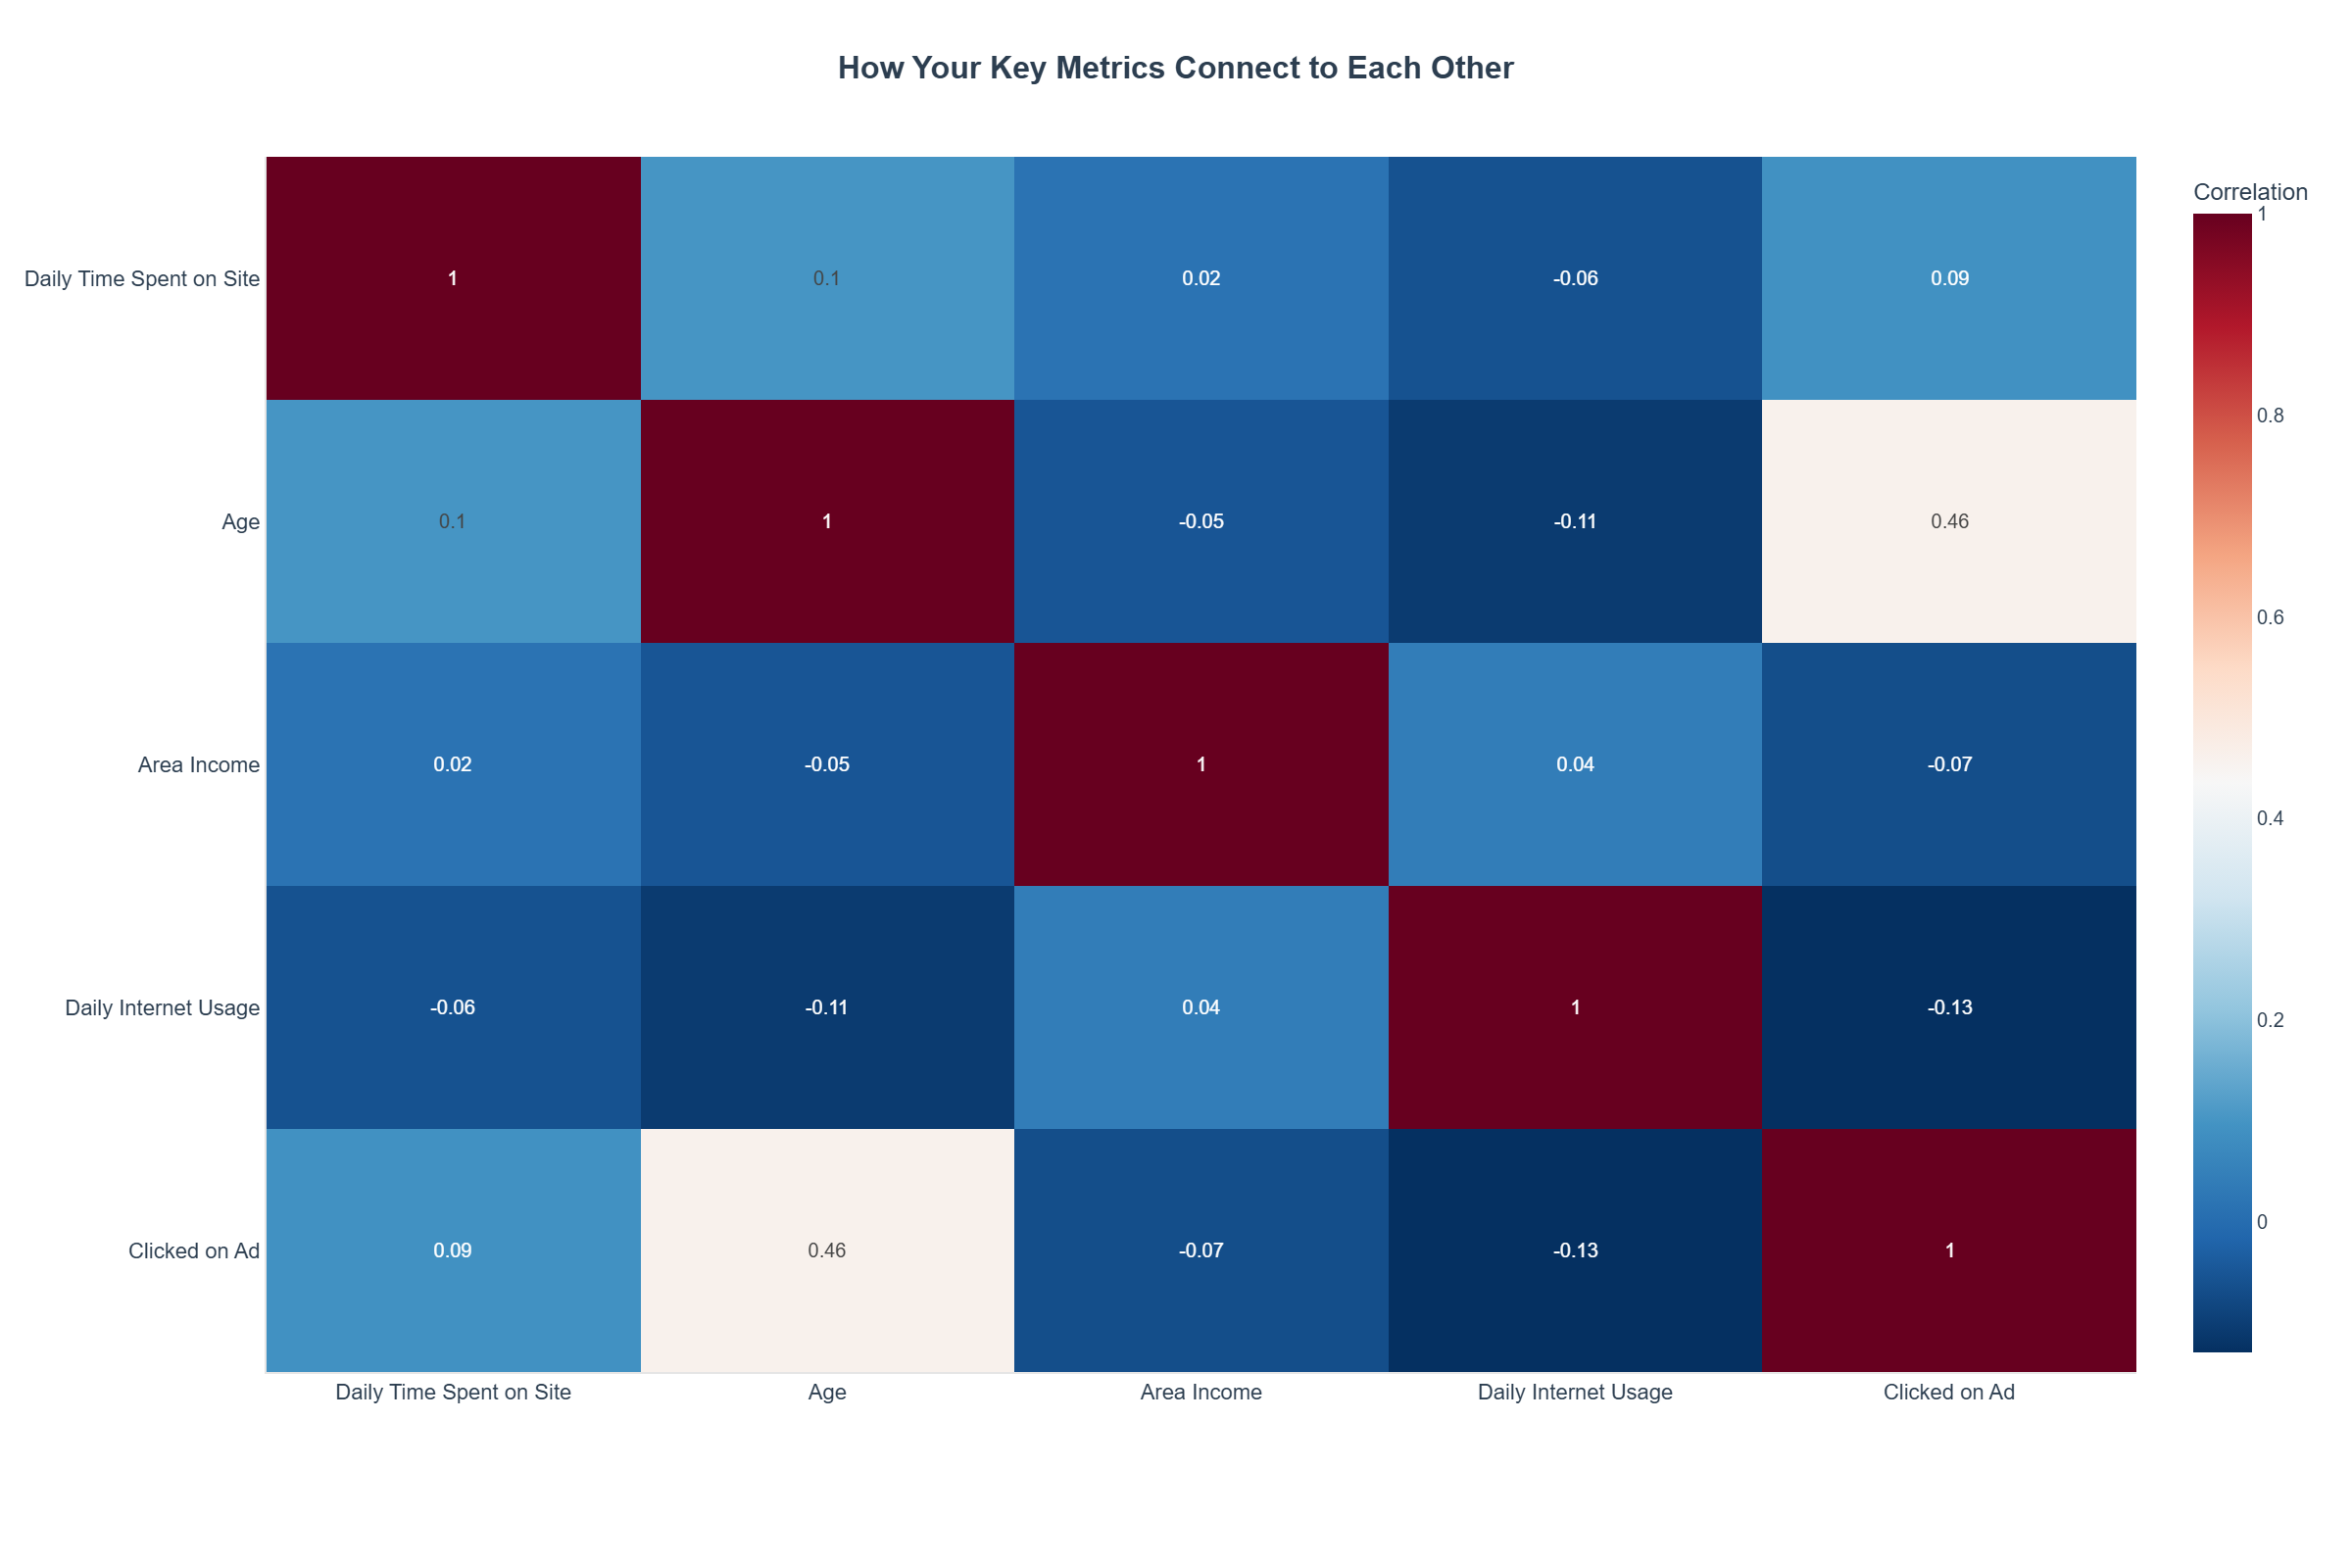 How Your Key Metrics Connect to Each Other
Correlation
1
0.8
0.6
0.4
0.2
0
Daily Time Spent on Site
1
0.1
0.02
-0.06
0.09
Age
0.1
1
-0.05
-0.11
0.46
Area Income
0.02
-0.05
1
0.04
-0.07
Daily Internet Usage
-0.06
-0.11
0.04
1
-0.13
Clicked on Ad
0.09
0.46
-0.07
-0.13
1
Daily Time Spent on Site
Age
Area Income
Daily Internet Usage
Clicked on Ad